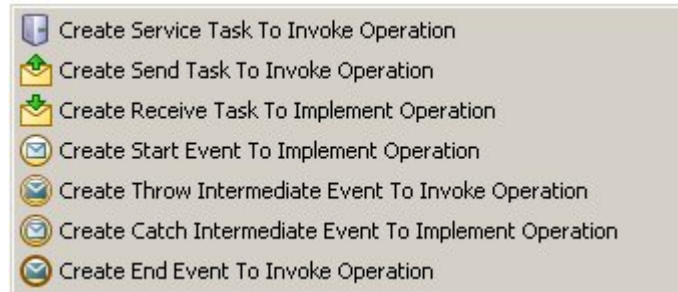 Create Service Task To Invoke Operation
Create Send Task To Invoke Operation
Create Receive Task To Implement Operation
Create Start Event To Implement Operation
Create Throw Intermediate Event To Invoke Operation
Create Catch Intermediate Event To Implement Operation
Create End Event To Invoke Operation